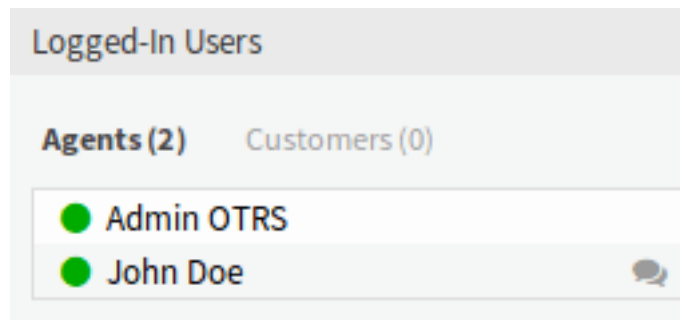 Logged-In Users
Agents (2) Customers (0)
Admin OTRS
John Doe